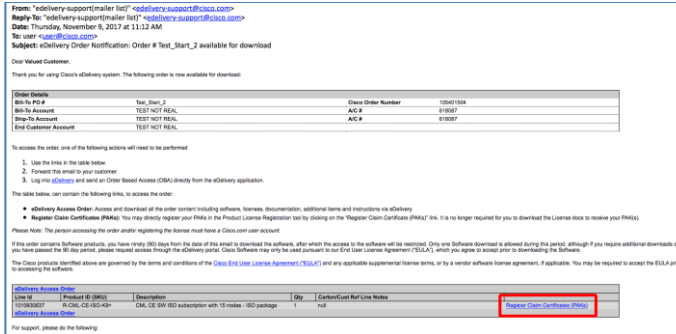 From: "edelivery-support(mailer list)" <edelivery-support@cisco.com>
Reply-To: "edelivery-support(mailer list)" <edelivery-support@cisco.com>
Date: Thursday, November 9, 2017 at 11:12 AM
To: user <user@cisco.com>
Subject: eDelivery Order Notification: Order # Test_Start_2 available for download
Dear Valued Customer,
Thank you for using Cisco's eDelivery system. The following order is now available for download:
Order Details
Bill-To PO # Test_Start_2 Cisco Order Number 105401504
Bill-To Account TEST NOT REAL A/C # 618087
Ship-To Account TEST NOT REAL A/C # 618087
End Customer Account TEST NOT REAL
To access the order, one of the following actions will need to be performed
1. Use the links in the table below.
2. Forward this email to your customer.
3. Log into eDelivery and send an Order Based Access (OBA) directly from the eDelivery application.
The table below, can contain the following links, to access the order:
• eDelivery Access Order: Access and download all the order content including software, licenses, documentation, additional items and instructions via eDelivery.
• Register Claim Certificates (PAKs): You may directly register your PAKs in the Product License Registration tool by clicking on the "Register Claim Certificate (PAKs)" link. It is no longer required for you to download the License docs to receive your PAK(s).
Please Note: The person accessing the order and/or registering the license must have a Cisco.com user account.
If this order contains Software products, you have ninety (90) days from the date of this email to download the software, after which the access to the software will be restricted. Only one Software download is allowed during this period, although if you require additional downloads o
you have passed the 90 day period, please request access through the eDelivery portal. Cisco Software may only be used pursuant to our End User License Agreement ("EULA"), which you agree to prior to downloading the Software.
The Cisco products identified above are governed by the terms and conditions of the Cisco End User License Agreement ("EULA") and any applicable supplemental license terms, or by a vendor software license agreement, if applicable. You may be required to accept the EULA pri
to accessing the software.
eDelivery Access Order
Line Id Product ID (SKU) Description Qty Carton/Cust Ref Line Notes
1010930837 R-CML-CE-ISO-K9= CML CE SW ISO subscription with 15 nodes - ISO package 1 null Register Claim Certificates (PAKs)
eDelivery Access Order
For support, please do the following: